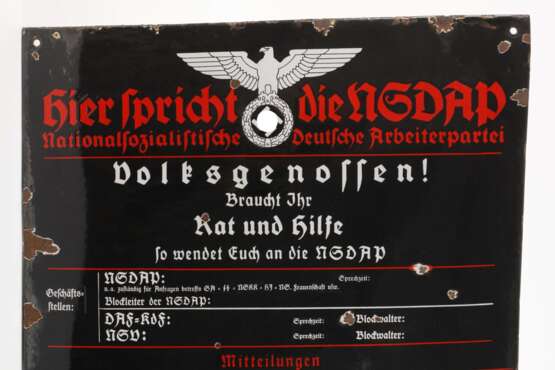 Hier spricht die NSDAP
Nationalsozialistische Deutsche Arbeiterpartei
Volksgenossen!
Braucht Ihr
Rat und Hilfe
so wendet Euch an die NSDAP
Geschäfts-
stellen:
NSDAP: Sprechzeit:
u.a. zuständig für Anfragen betreffs SA · SS · NSKK · HJ · NS. Frauenschaft usw.
Blockleiter der NSDAP:
DAF=KdF: Sprechzeit: Blockwalter:
NSV: Sprechzeit: Blockwalter:
Mitteilungen